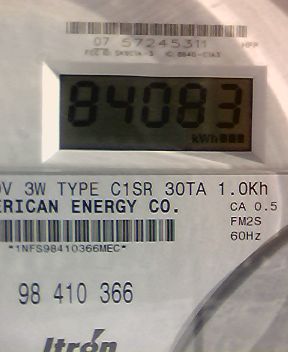 07 57245311
84083
kWh
V 3W TYPE C1SR 30TA 1.0Kh
ERICAN ENERGY CO.
CA 0.5
FM2S
60Hz
*1NFS98410366MEC*
98 410 366
Itrón